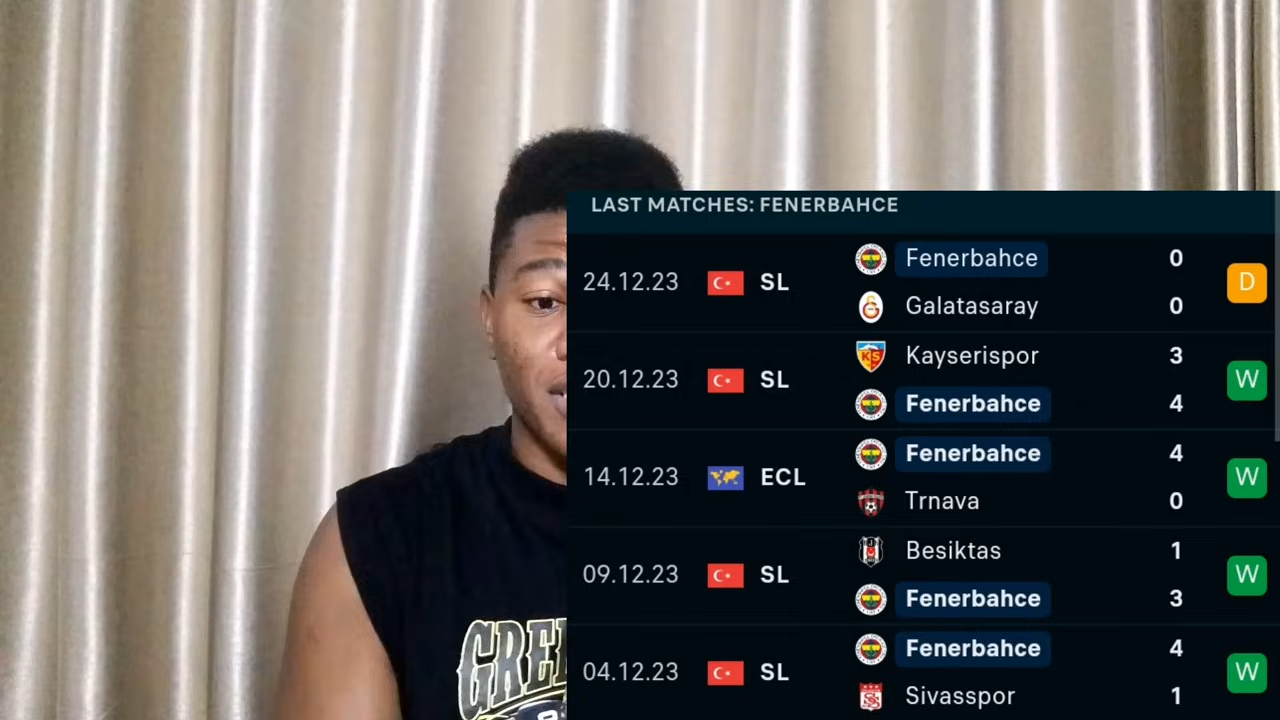 LAST MATCHES: FENERBAHCE
24.12.23 SL Fenerbahce 0 D
Galatasaray 0
20.12.23 SL Kayserispor 3 W
Fenerbahce 4
14.12.23 ECL Fenerbahce 4 W
Trnava 0
09.12.23 SL Besiktas 1 W
Fenerbahce 3
04.12.23 SL Fenerbahce 4 W
Sivasspor 1